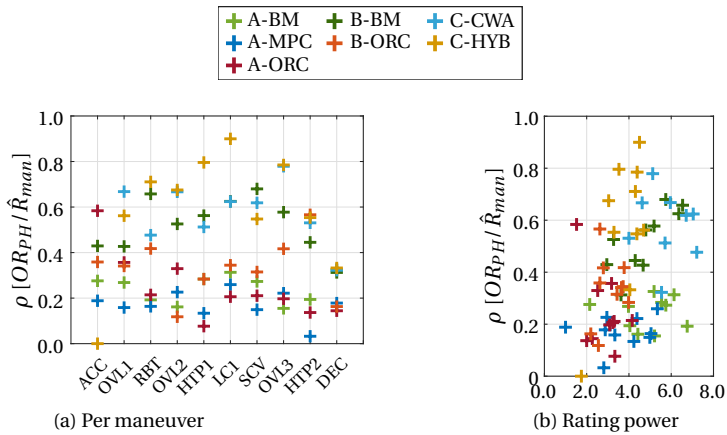 A-BM B-BM C-CWA
A-MPC B-ORC C-HYB
A-ORC
ρ [OR_PH/R̂_man]
1.0
0.8
0.6
0.4
0.2
0.0
ACC OVL1 RBT OVL2 HTP1 LC1 SCV OVL3 HTP2 DEC
(a) Per maneuver
ρ [OR_PH/R̂_man]
1.0
0.8
0.6
0.4
0.2
0.0
0.0 2.0 4.0 6.0 8.0
(b) Rating power